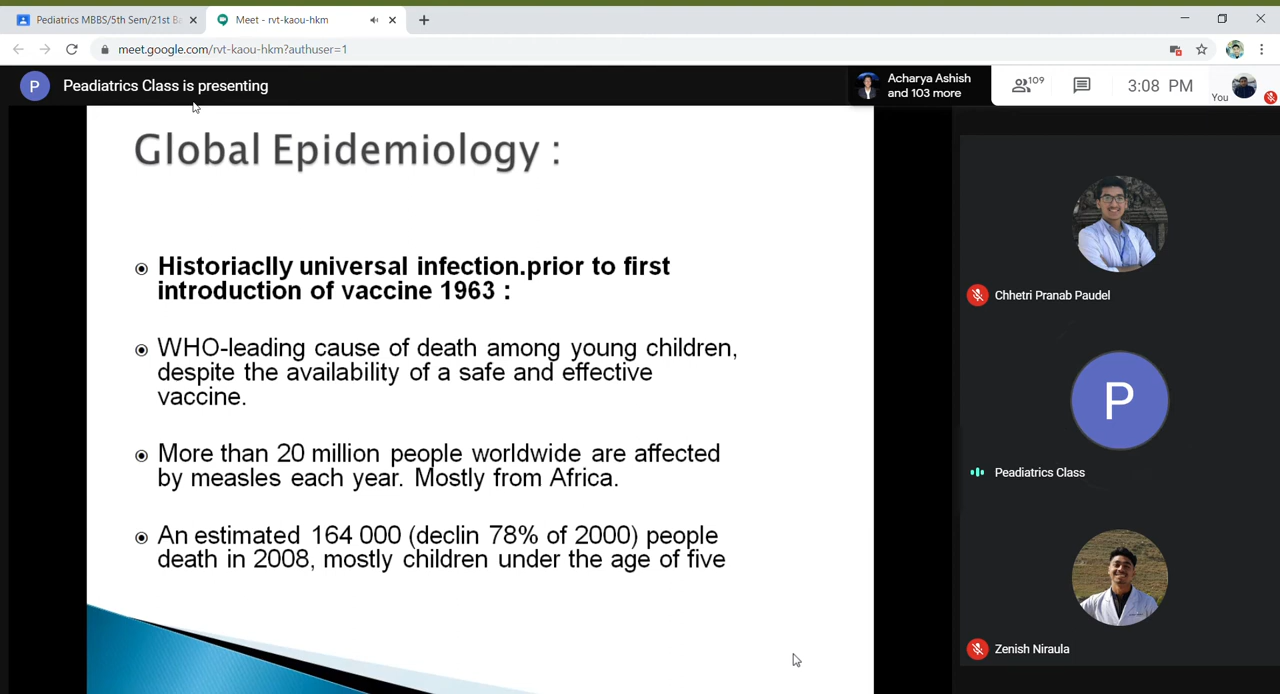 Pediatrics MBBS/5th Sem/21st Ba
Meet - rvt-kaou-hkm
meet.google.com/rvt-kaou-hkm?authuser=1
P
Peadiatrics Class is presenting
Acharya Ashish
and 103 more
109
3:08 PM
You
Global Epidemiology :
Historiaclly universal infection.prior to first
introduction of vaccine 1963 :
WHO-leading cause of death among young children,
despite the availability of a safe and effective
vaccine.
More than 20 million people worldwide are affected
by measles each year. Mostly from Africa.
An estimated 164 000 (declin 78% of 2000) people
death in 2008, mostly children under the age of five
Chhetri Pranab Paudel
P
Peadiatrics Class
Zenish Niraula